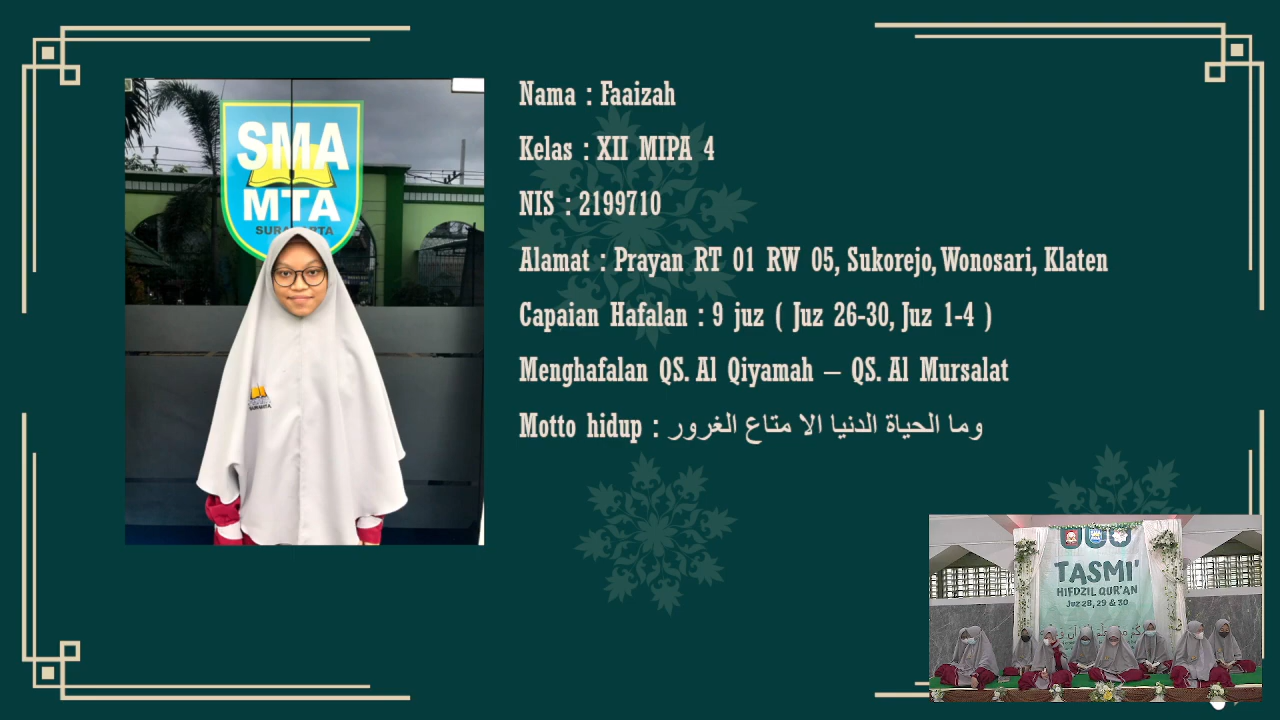 SMA
MTA
SURAKARTA
Nama : Faaizah
Kelas : XII MIPA 4
NIS : 2199710
Alamat : Prayan RT 01 RW 05, Sukorejo, Wonosari, Klaten
Capaian Hafalan : 9 juz ( Juz 26-30, Juz 1-4 )
Menghafalan QS. Al Qiyamah – QS. Al Mursalat
Motto hidup : وما الحياة الدنيا الا متاع الغرور
TASMI'
HIFDZIL QUR'AN
Juz 28, 29 & 30